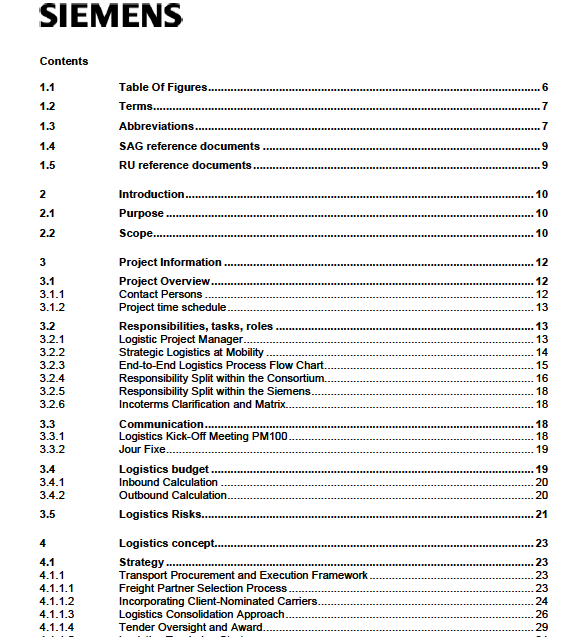 SIEMENS
Contents
1.1 Table Of Figures 6
1.2 Terms 7
1.3 Abbreviations 7
1.4 SAG reference documents 9
1.5 RU reference documents 9
2 Introduction 10
2.1 Purpose 10
2.2 Scope 10
3 Project Information 12
3.1 Project Overview 12
3.1.1 Contact Persons 12
3.1.2 Project time schedule 13
3.2 Responsibilities, tasks, roles 13
3.2.1 Logistic Project Manager 13
3.2.2 Strategic Logistics at Mobility 14
3.2.3 End-to-End Logistics Process Flow Chart 15
3.2.4 Responsibility Split within the Consortium 16
3.2.5 Responsibility Split within the Siemens 18
3.2.6 Incoterms Clarification and Matrix 18
3.3 Communication 18
3.3.1 Logistics Kick-Off Meeting PM100 18
3.3.2 Jour Fixe 19
3.4 Logistics budget 19
3.4.1 Inbound Calculation 20
3.4.2 Outbound Calculation 20
3.5 Logistics Risks 21
4 Logistics concept 23
4.1 Strategy 23
4.1.1 Transport Procurement and Execution Framework 23
4.1.1.1 Freight Partner Selection Process 23
4.1.1.2 Incorporating Client-Nominated Carriers 24
4.1.1.3 Logistics Consolidation Approach 26
4.1.1.4 Tender Oversight and Award 29